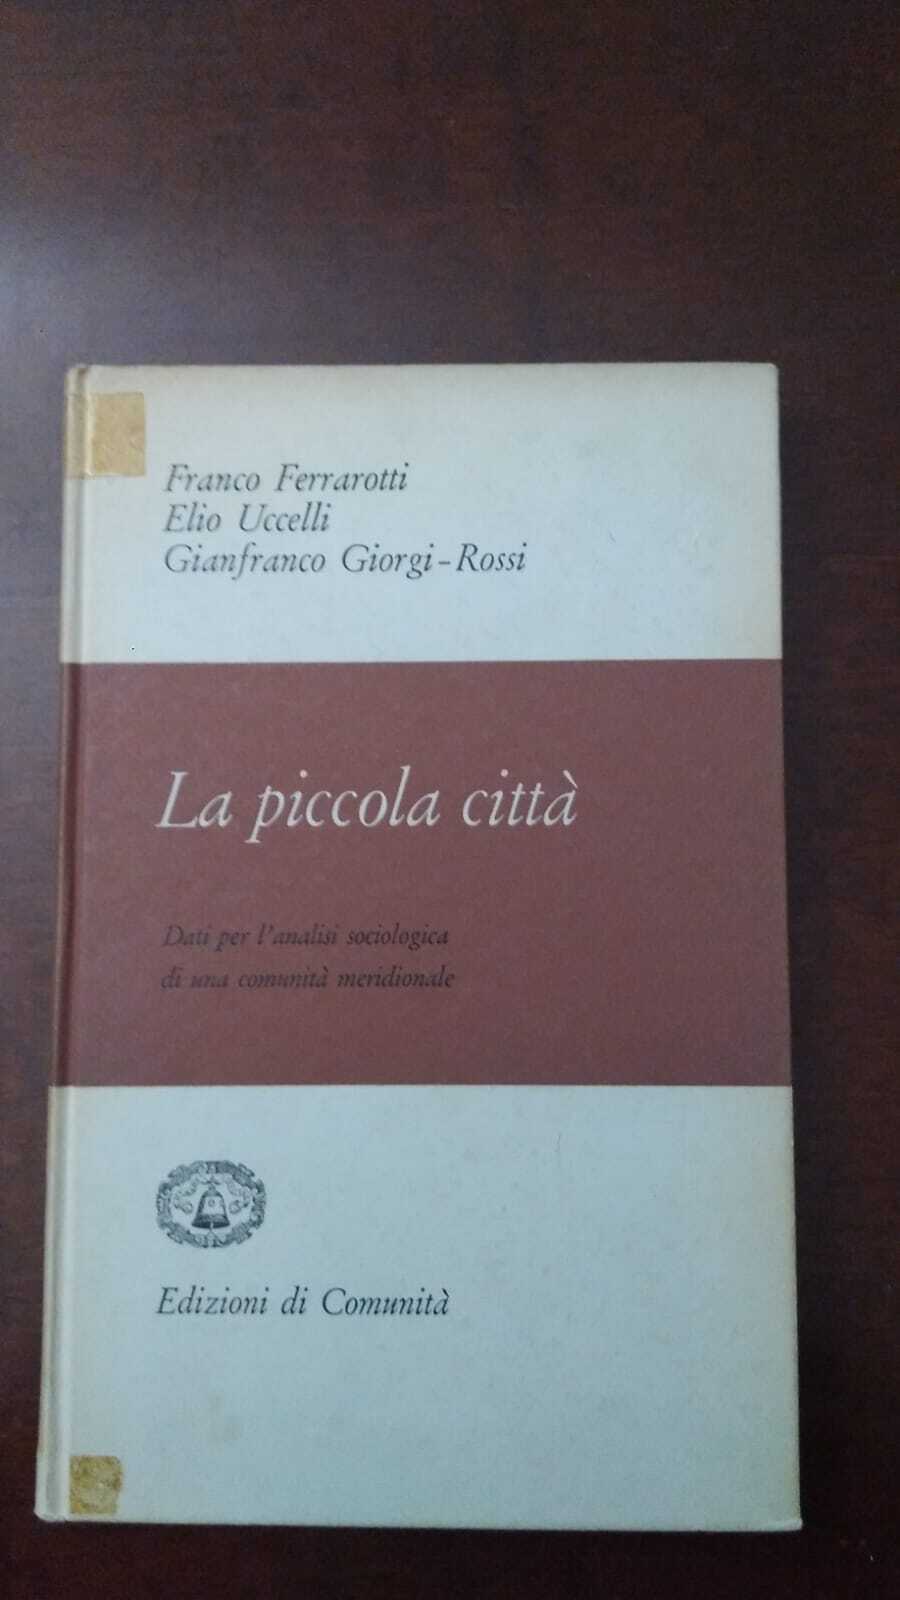 Franco Ferrarotti
Elio Uccelli
Gianfranco Giorgi-Rossi
La piccola città
Dati per l'analisi sociologica
di una comunità meridionale
Edizioni di Comunità